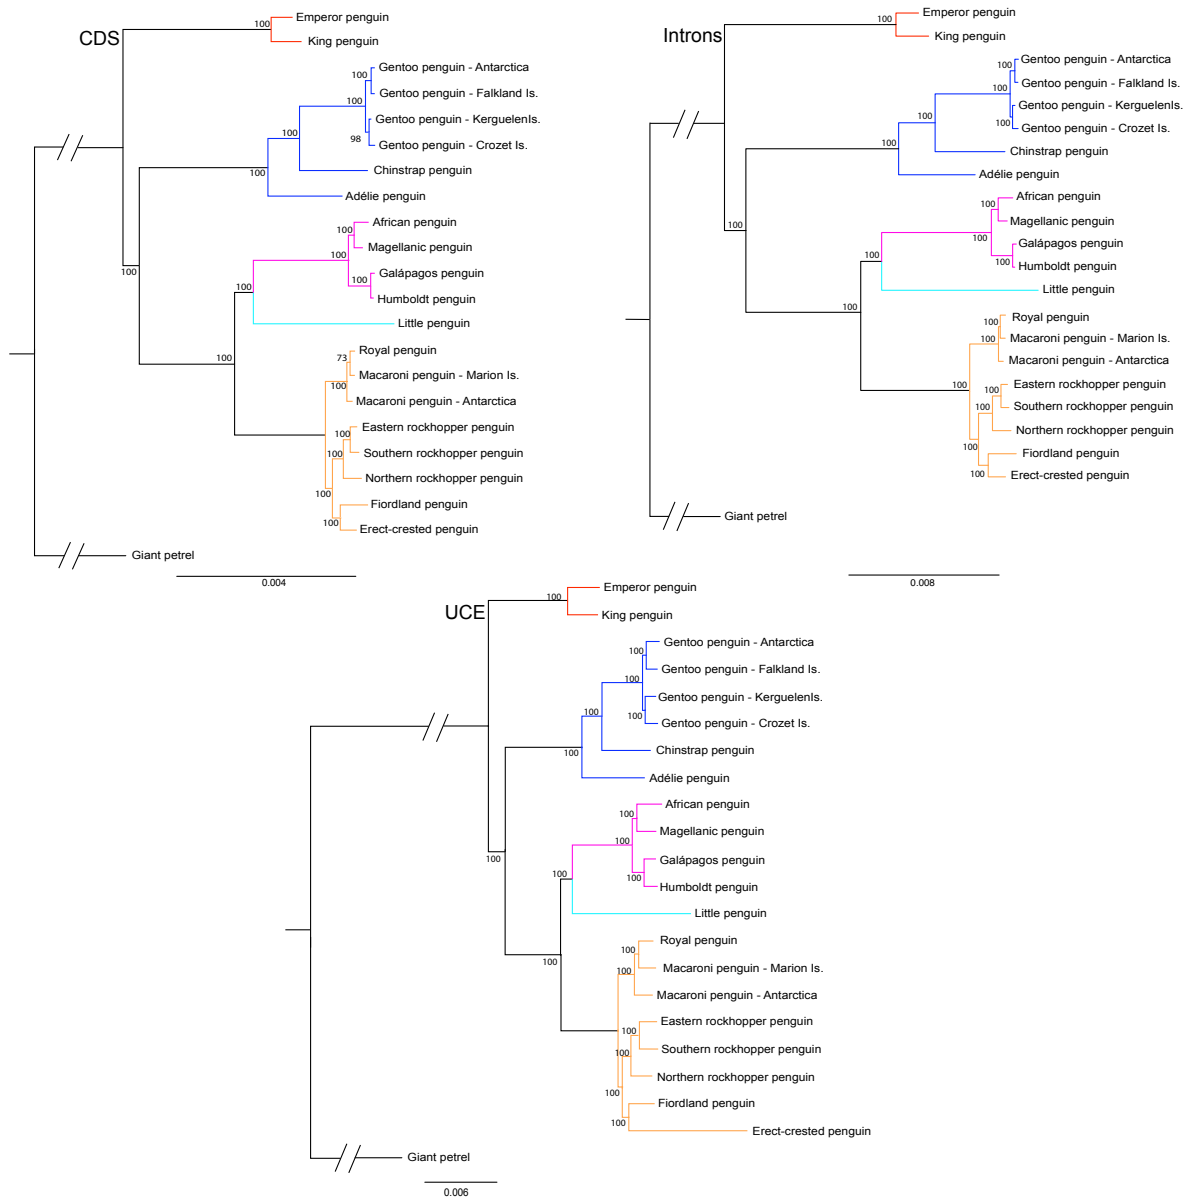 CDS
100
Emperor penguin
King penguin
100
Gentoo penguin - Antarctica
Gentoo penguin - Falkland Is.
100
Gentoo penguin - KerguelenIs.
98
Gentoo penguin - Crozet Is.
100
Chinstrap penguin
100
Adélie penguin
African penguin
100
Magellanic penguin
100
Galápagos penguin
100
Humboldt penguin
100
Little penguin
100
Royal penguin
73
Macaroni penguin - Marion Is.
100
Macaroni penguin - Antarctica
100
Eastern rockhopper penguin
100
Southern rockhopper penguin
100
Northern rockhopper penguin
100
Fiordland penguin
100
Erect-crested penguin
100
Giant petrel
0.004
Introns
100
Emperor penguin
King penguin
Gentoo penguin - Antarctica
100
Gentoo penguin - Falkland Is.
100
Gentoo penguin - KerguelenIs.
100
Gentoo penguin - Crozet Is.
100
Chinstrap penguin
100
Adélie penguin
African penguin
100
Magellanic penguin
100
Galápagos penguin
100
Humboldt penguin
100
Little penguin
100
100
Royal penguin
100
Macaroni penguin - Marion Is.
100
Macaroni penguin - Antarctica
100
Eastern rockhopper penguin
100
Southern rockhopper penguin
100
Northern rockhopper penguin
100
Fiordland penguin
Erect-crested penguin
Giant petrel
0.008
UCE
100
Emperor penguin
King penguin
Gentoo penguin - Antarctica
100
Gentoo penguin - Falkland Is.
100
Gentoo penguin - KerguelenIs.
100
Gentoo penguin - Crozet Is.
100
Chinstrap penguin
100
Adélie penguin
African penguin
100
Magellanic penguin
100
Galápagos penguin
100
Humboldt penguin
100
Little penguin
100
100
Royal penguin
100
Macaroni penguin - Marion Is.
100
Macaroni penguin - Antarctica
Eastern rockhopper penguin
100
Southern rockhopper penguin
100
Northern rockhopper penguin
100
Fiordland penguin
100
Erect-crested penguin
Giant petrel
0.006